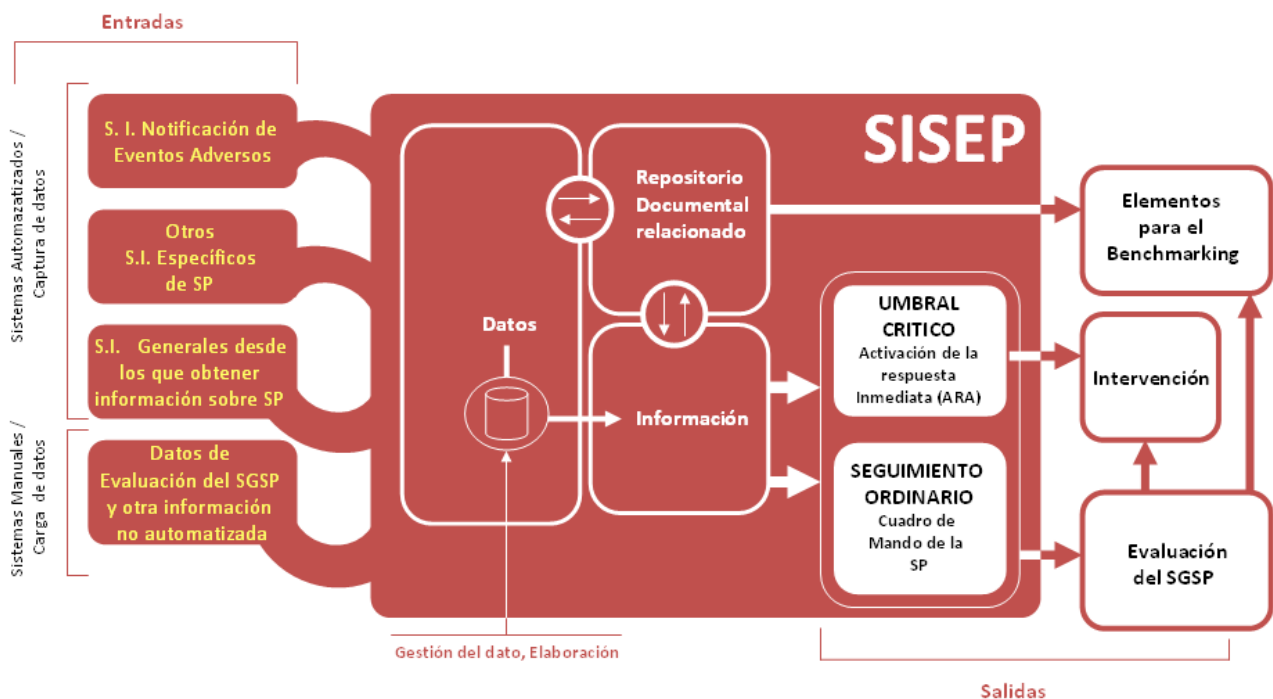 Entradas
Sistemas Automazatizados /
Captura de datos
S. I. Notificación de
Eventos Adversos
Otros
S.I. Específicos
de SP
S.I. Generales desde
los que obtener
información sobre SP
Sistemas Manuales /
Carga de datos
Datos de
Evaluación del SGSP
y otra información
no automatizada
SISEP
Datos
Repositorio
Documental
relacionado
Información
UMBRAL
CRITICO
Activación de la
respuesta
Inmediata (ARA)
SEGUIMIENTO
ORDINARIO
Cuadro de
Mando de la
SP
Elementos
para el
Benchmarking
Intervención
Evaluación
del SGSP
Gestión del dato, Elaboración
Salidas